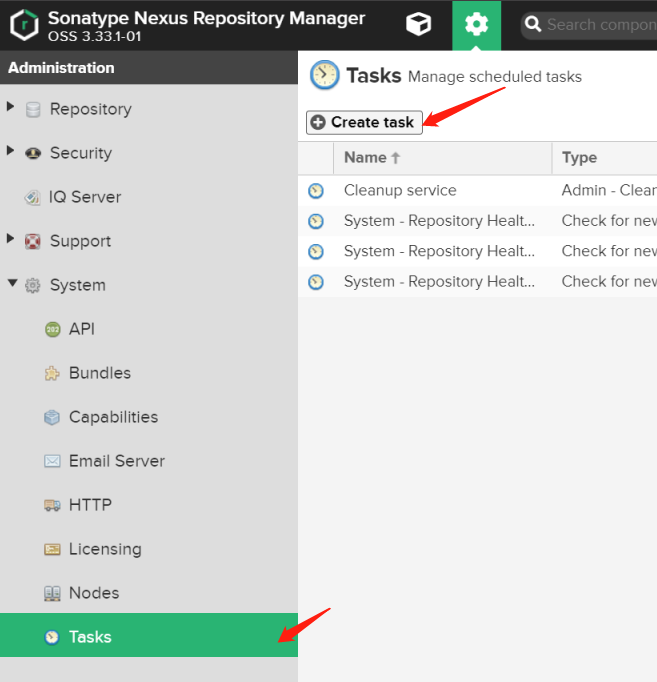 Sonatype Nexus Repository Manager
OSS 3.33.1-01
Search compon
Administration
Repository
Security
IQ Server
Support
System
API
Bundles
Capabilities
Email Server
HTTP
Licensing
Nodes
Tasks
Tasks Manage scheduled tasks
Create task
Name Type
Cleanup service Admin - Clean
System - Repository Healt... Check for new
System - Repository Healt... Check for new
System - Repository Healt... Check for new